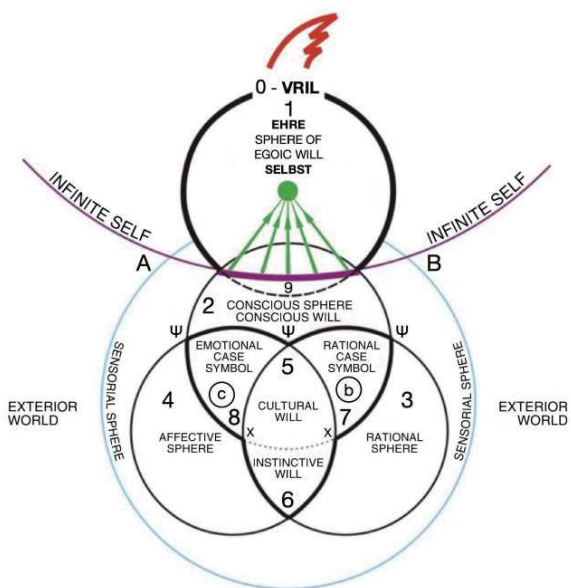 0 - VRIL
1
EHRE
SPHERE OF
EGOIC WILL
SELBST
INFINITE SELF
INFINITE SELF
A
B
9
2
CONSCIOUS SPHERE
CONSCIOUS WILL
Ψ
Ψ
Ψ
SENSORIAL SPHERE
SENSORIAL SPHERE
EMOTIONAL
CASE
SYMBOL
5
RATIONAL
CASE
SYMBOL
c
b
4
3
EXTERIOR
WORLD
8
CULTURAL
WILL
7
EXTERIOR
WORLD
AFFECTIVE
SPHERE
x
x
RATIONAL
SPHERE
INSTINCTIVE
WILL
6